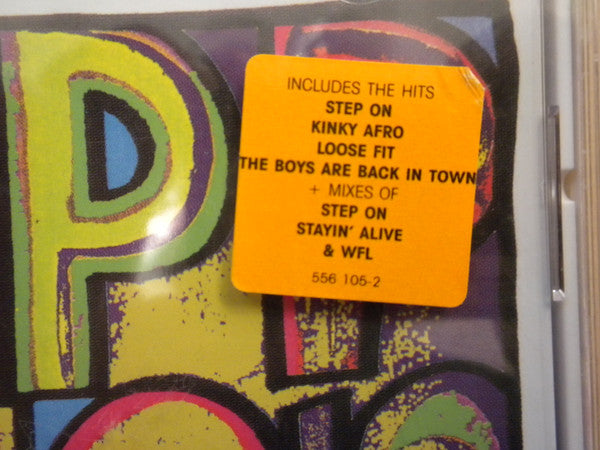 P P
INCLUDES THE HITS
STEP ON
KINKY AFRO
LOOSE FIT
THE BOYS ARE BACK IN TOWN
+ MIXES OF
STEP ON
STAYIN' ALIVE
& WFL
556 105-2